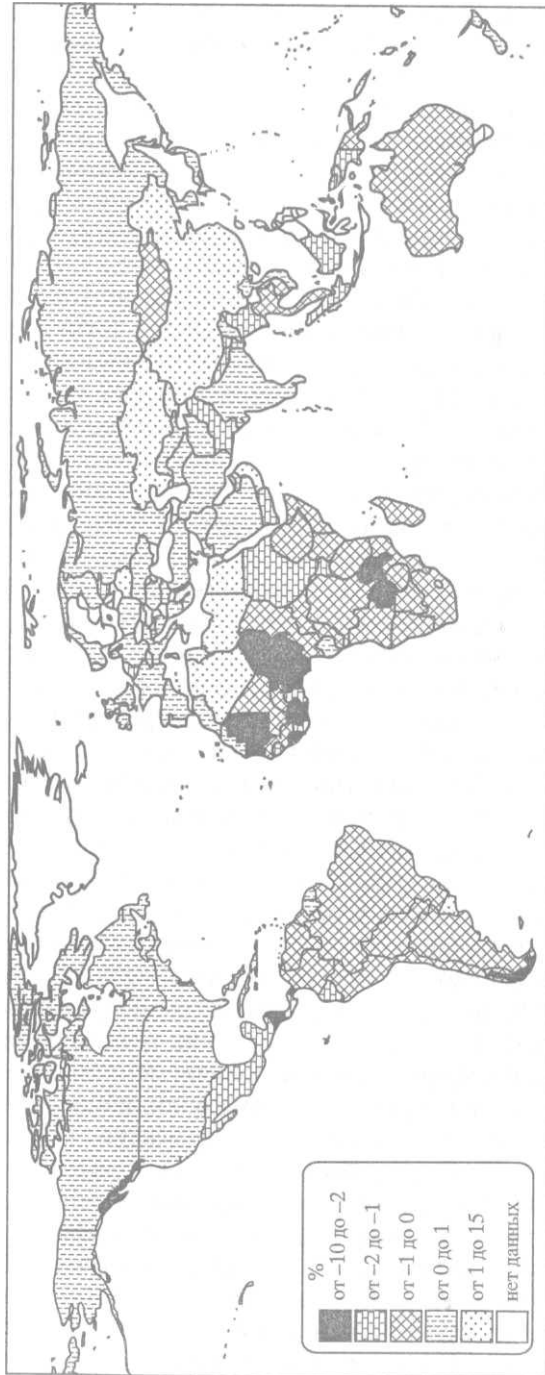 %
от –10 до –2
от –2 до –1
от –1 до 0
от 0 до 1
от 1 до 15
нет данных